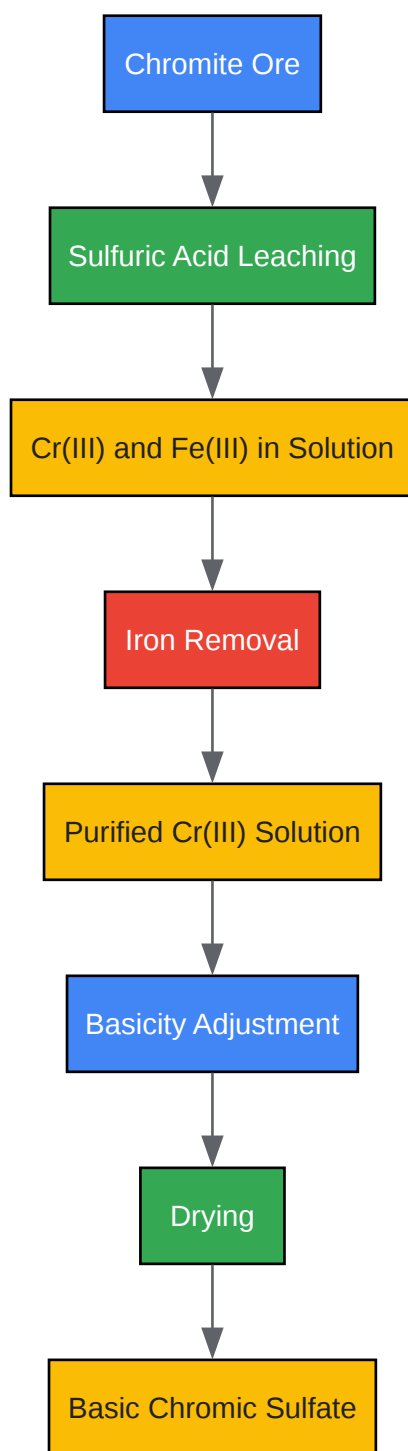 Chromite Ore
Sulfuric Acid Leaching
Cr(III) and Fe(III) in Solution
Iron Removal
Purified Cr(III) Solution
Basicity Adjustment
Drying
Basic Chromic Sulfate